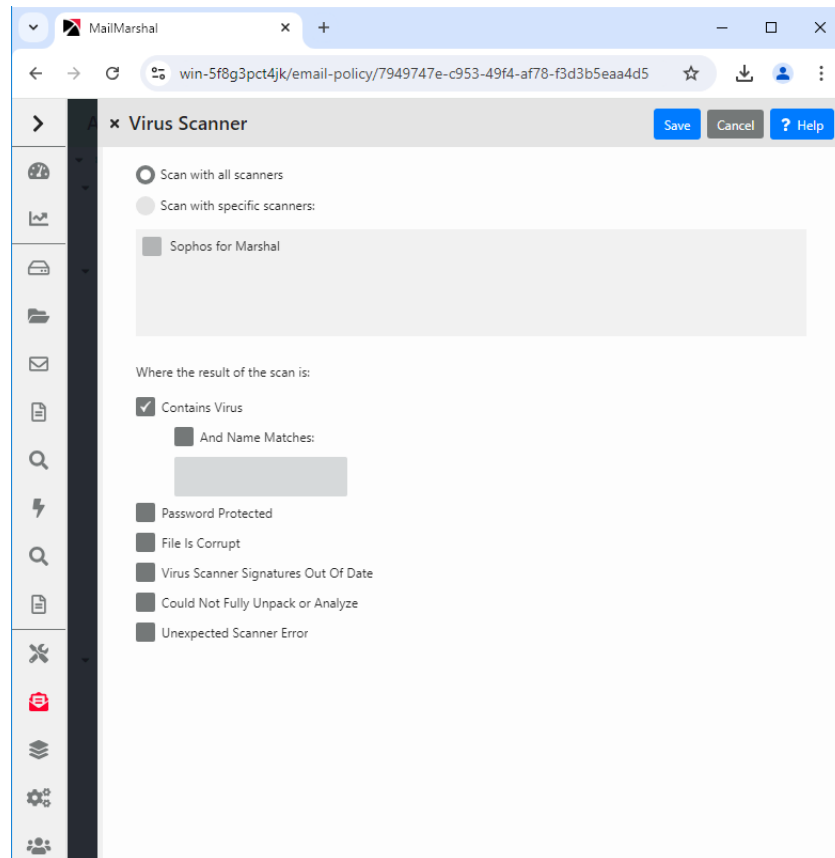 MailMarshal
win-5f8g3pct4jk/email-policy/7949747e-c953-49f4-af78-f3d3b5eaa4d5
Virus Scanner
Save
Cancel
? Help
Scan with all scanners
Scan with specific scanners:
Sophos for Marshal
Where the result of the scan is:
Contains Virus
And Name Matches:
Password Protected
File Is Corrupt
Virus Scanner Signatures Out Of Date
Could Not Fully Unpack or Analyze
Unexpected Scanner Error